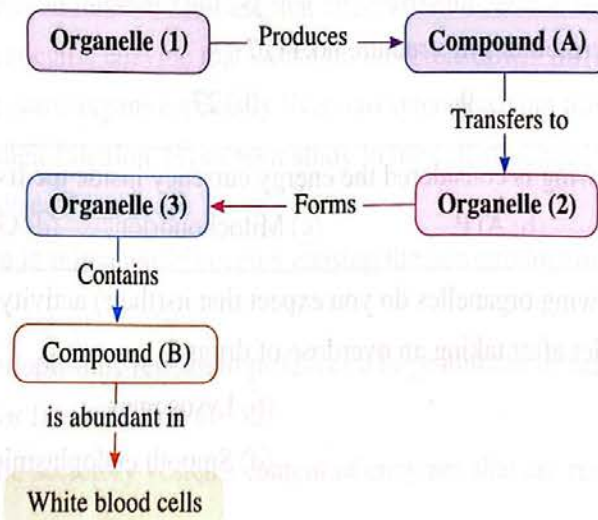 Organelle (1)
Produces
Compound (A)
Transfers to
Organelle (2)
Forms
Organelle (3)
Contains
Compound (B)
is abundant in
White blood cells